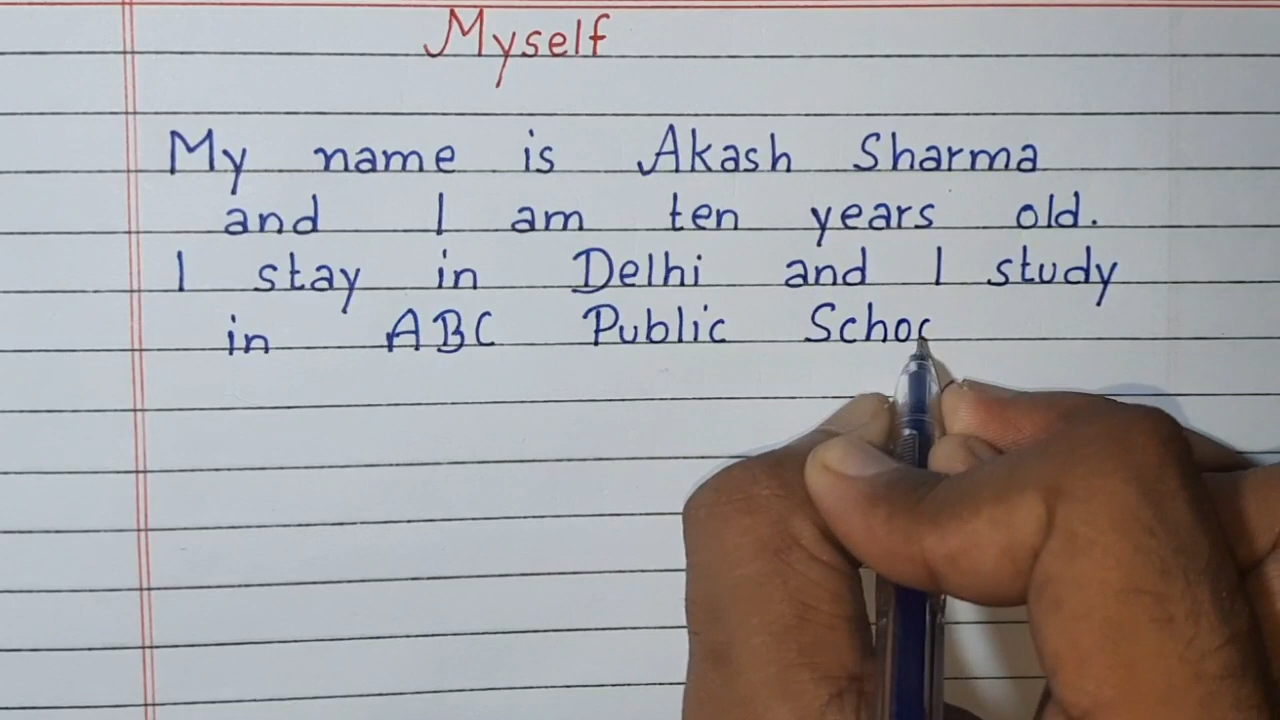 Myself
My name is Akash Sharma
and I am ten years old.
I stay in Delhi and I study
in ABC Public Schoc